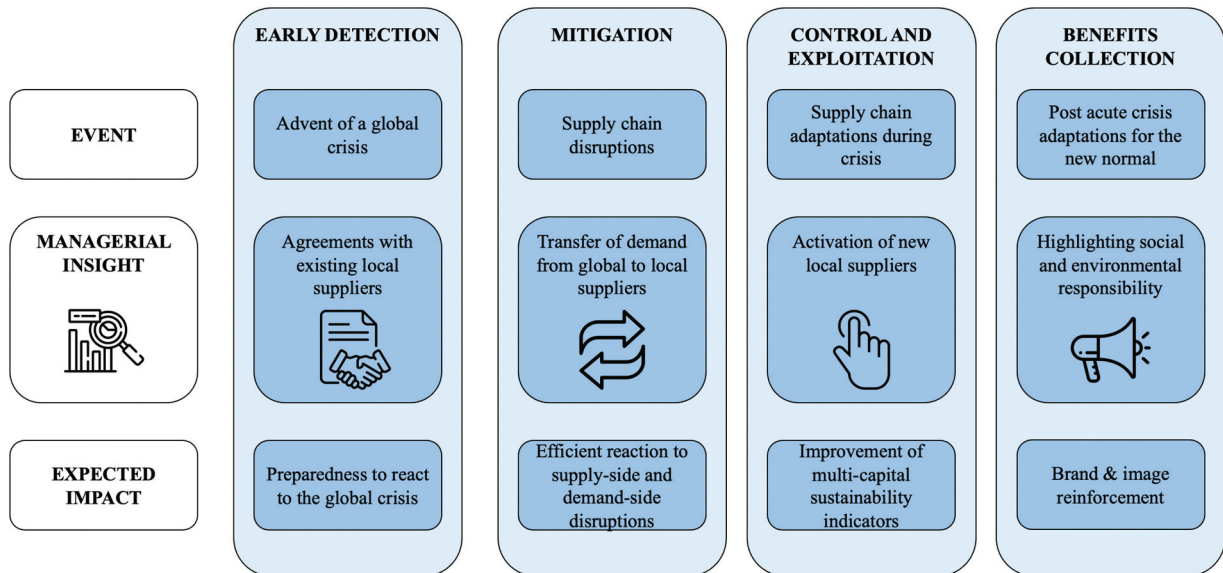 EARLY DETECTION
MITIGATION
CONTROL AND
EXPLOITATION
BENEFITS
COLLECTION
EVENT
Advent of a global
crisis
Supply chain
disruptions
Supply chain
adaptations during
crisis
Post acute crisis
adaptations for the
new normal
MANAGERIAL
INSIGHT
Agreements with
existing local
suppliers
Transfer of demand
from global to local
suppliers
Activation of new
local suppliers
Highlighting social
and environmental
responsibility
EXPECTED
IMPACT
Preparedness to react
to the global crisis
Efficient reaction to
supply-side and
demand-side
disruptions
Improvement of
multi-capital
sustainability
indicators
Brand & image
reinforcement